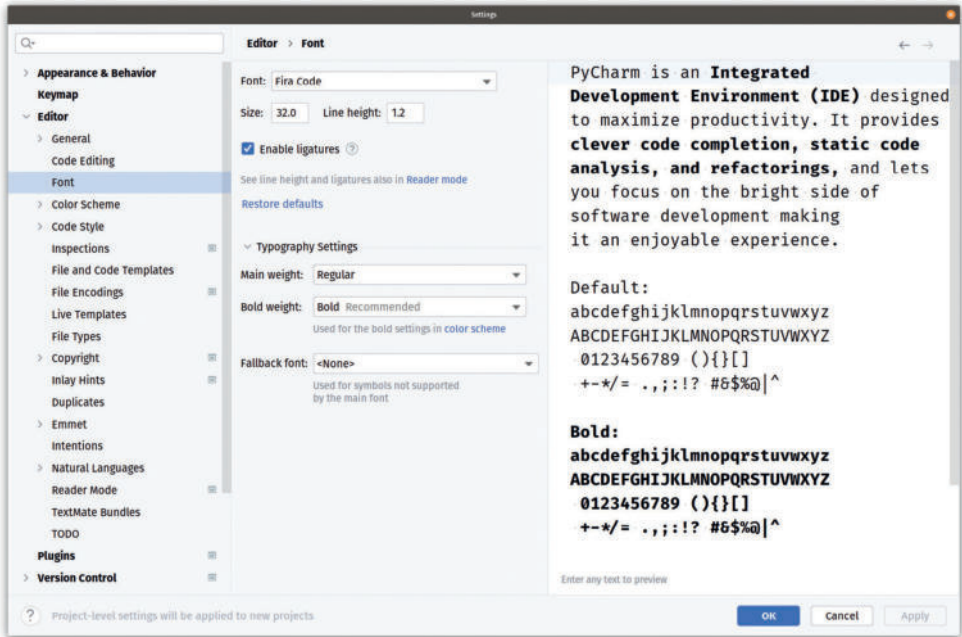 Settings
Editor > Font
Appearance & Behavior
Keymap
Editor
General
Code Editing
Font
Color Scheme
Code Style
Inspections
File and Code Templates
File Encodings
Live Templates
File Types
Copyright
Inlay Hints
Duplicates
Emmet
Intentions
Natural Languages
Reader Mode
TextMate Bundles
TODO
Plugins
Version Control
Font: Fira Code
Size: 32.0 Line height: 1.2
Enable ligatures ?
See line height and ligatures also in Reader mode
Restore defaults
Typography Settings
Main weight: Regular
Bold weight: Bold Recommended
Used for the bold settings in color scheme
Fallback font: <None>
Used for symbols not supported
by the main font
PyCharm is an Integrated
Development Environment (IDE) designed
to maximize productivity. It provides
clever code completion, static code
analysis, and refactorings, and lets
you focus on the bright side of
software development making
it an enjoyable experience.
Default:
abcdefghijklmnopqrstuvwxyz
ABCDEFGHIJKLMNOPQRSTUVWXYZ
0123456789 (){}[]
+-*/= .,;:!? #&$%@|^
Bold:
abcdefghijklmnopqrstuvwxyz
ABCDEFGHIJKLMNOPQRSTUVWXYZ
0123456789 (){}[]
+-*/= .,;:!? #&$%@|^
Enter any text to preview
? Project-level settings will be applied to new projects
OK Cancel Apply